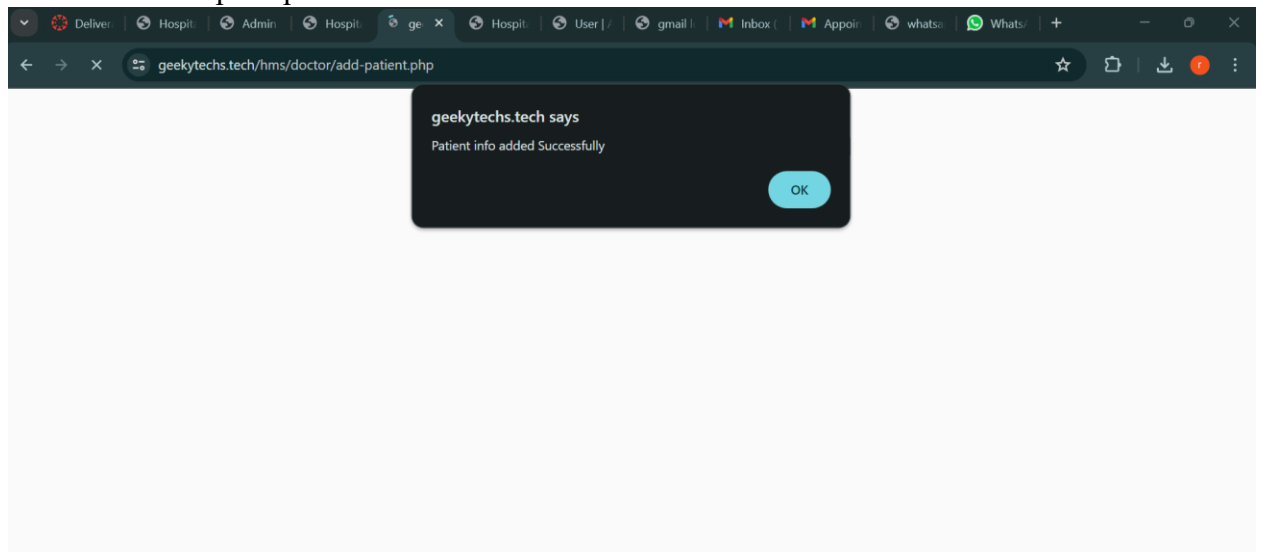 Deliver Hospit Admin Hospit ge Hospit User | gmail l Inbox ( Appoin whatsa Whats
geekytechs.tech/hms/doctor/add-patient.php
geekytechs.tech says
Patient info added Successfully
OK